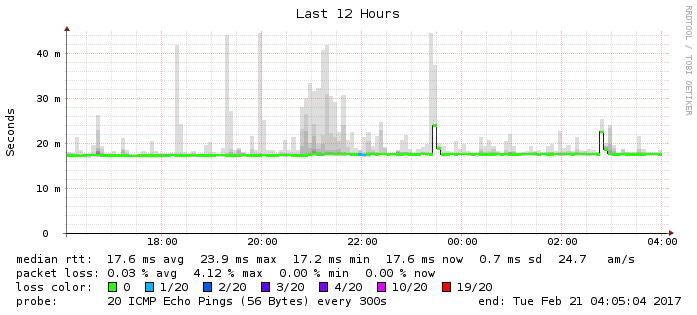 Last 12 Hours
RRDTOOL / TOBI OETIKER
Seconds
40 m
30 m
20 m
10 m
0
18:00 20:00 22:00 00:00 02:00 04:00
median rtt: 17.6 ms avg 23.9 ms max 17.2 ms min 17.6 ms now 0.7 ms sd 24.7 am/s
packet loss: 0.03 % avg 4.12 % max 0.00 % min 0.00 % now
loss color: 0 1/20 2/20 3/20 4/20 10/20 19/20
probe: 20 ICMP Echo Pings (56 Bytes) every 300s end: Tue Feb 21 04:05:04 2017